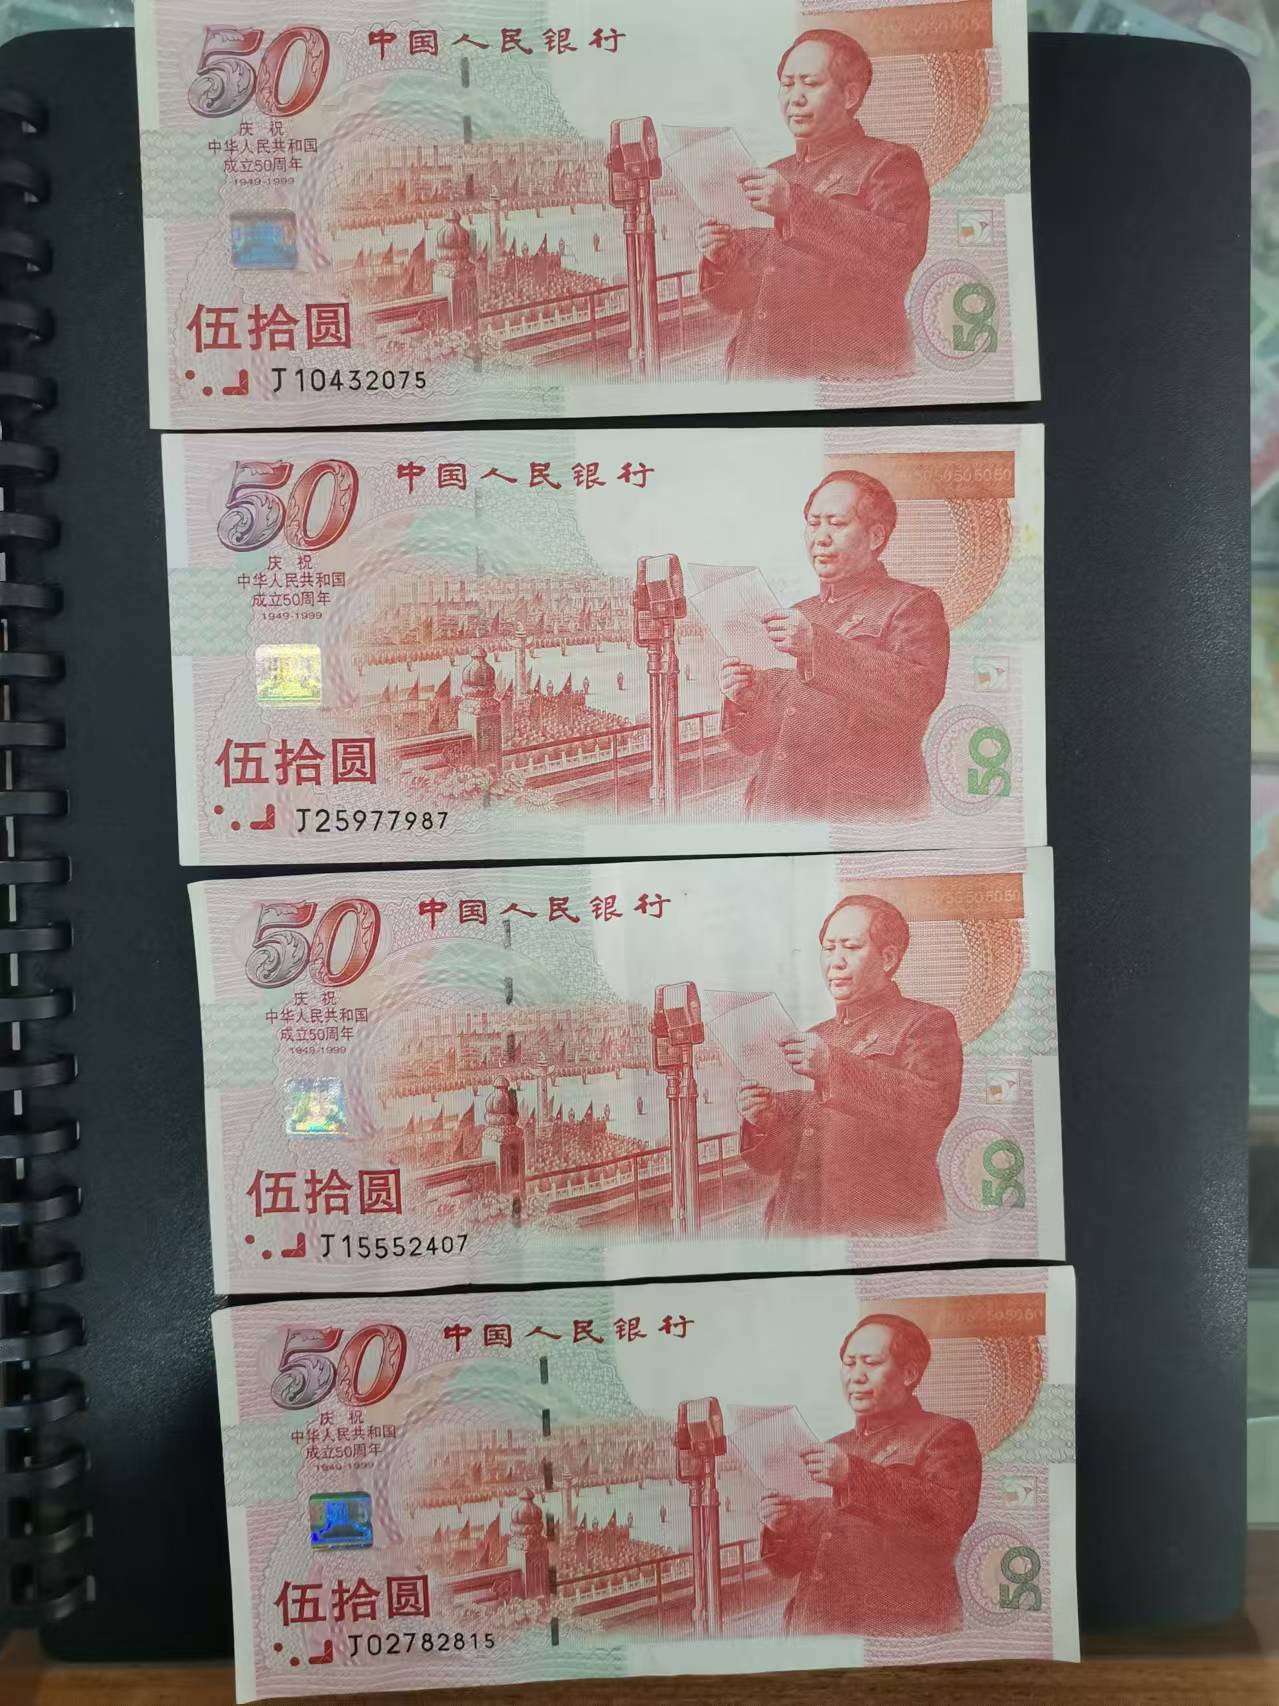 50
中国人民银行
庆祝
中华人民共和国
成立50周年
1949-1999
伍拾圆
J10432075
50
50
中国人民银行
5050505050
庆祝
中华人民共和国
成立50周年
1949-1999
伍拾圆
J25977987
50
50
中国人民银行
庆祝
中华人民共和国
成立50周年
1949-1999
伍拾圆
J15552407
50
50
中国人民银行
庆祝
中华人民共和国
成立50周年
1949-1999
伍拾圆
J02782815
50